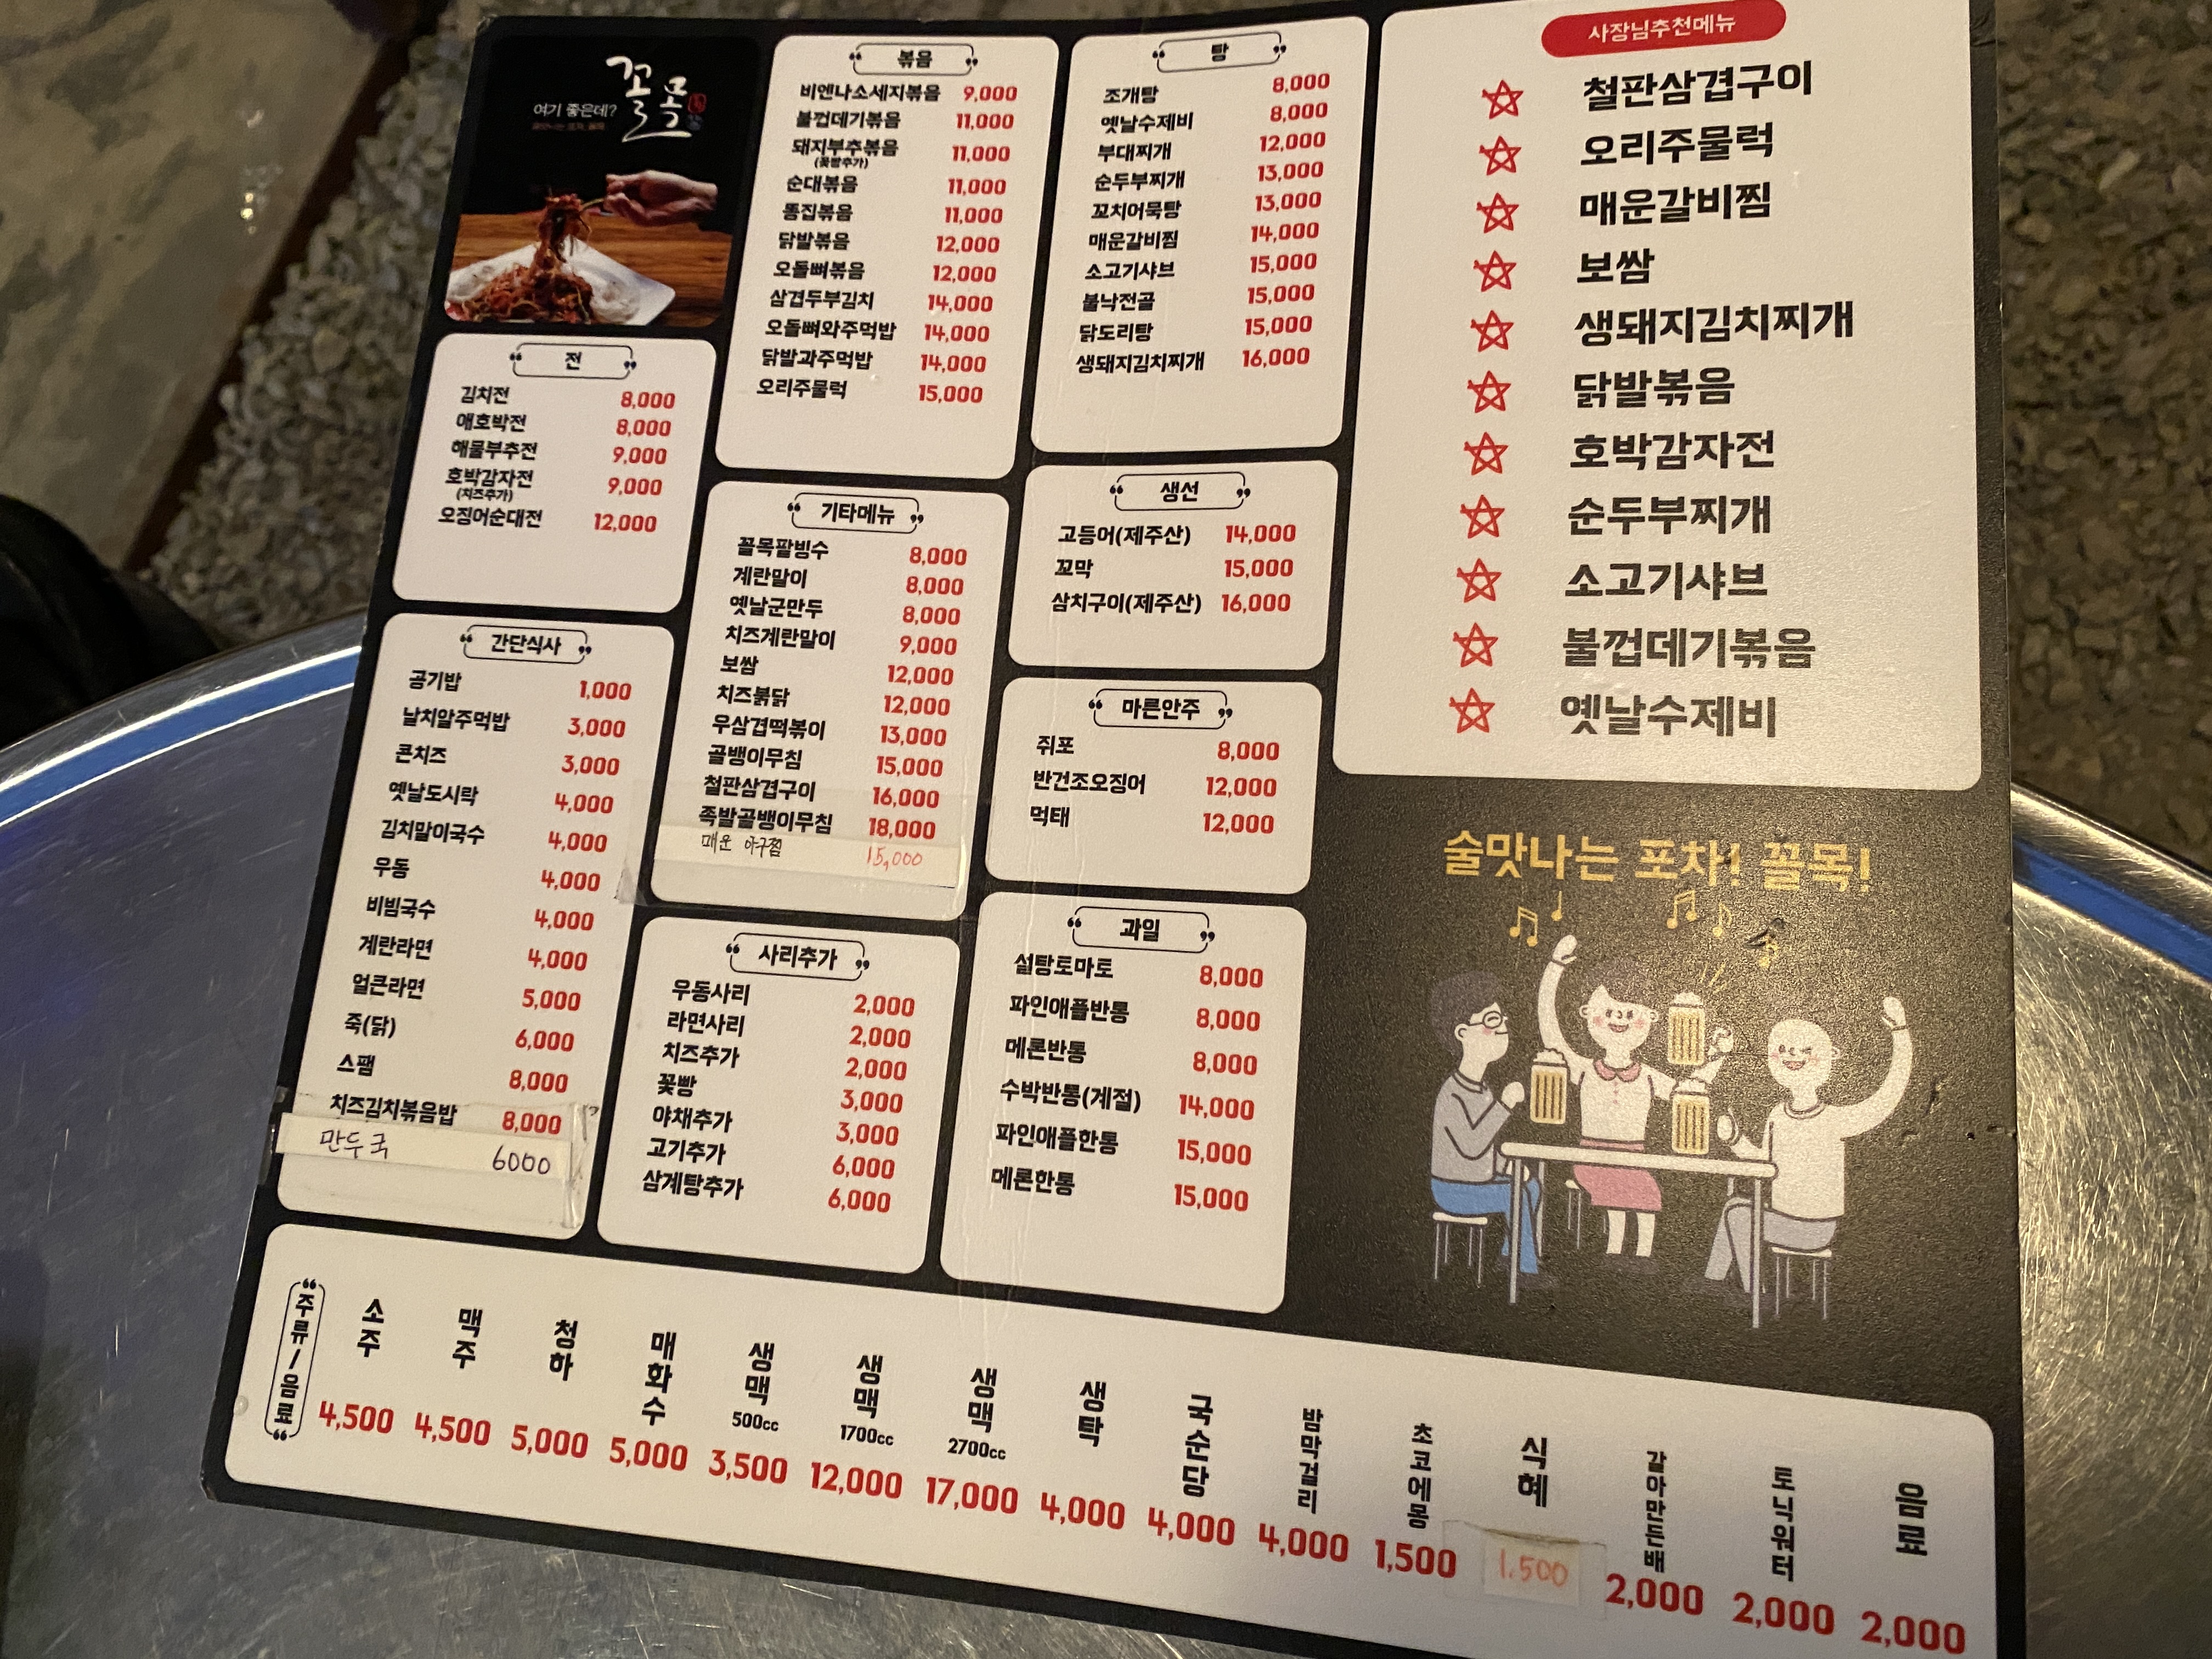 여기 좋은데?
꼴목
전
김치전 8,000
애호박전 8,000
해물부추전 9,000
호박감자전 9,000
(치즈추가)
오징어순대전 12,000
간단식사
공기밥 1,000
날치알주먹밥 3,000
콘치즈 3,000
옛날도시락 4,000
김치말이국수 4,000
우동 4,000
비빔국수 4,000
계란라면 4,000
얼큰라면 5,000
죽(닭) 6,000
스팸 8,000
치즈김치볶음밥 8,000
만두국 6000
볶음
비엔나소세지볶음 9,000
불껍데기볶음 11,000
돼지부추볶음 11,000
(꽃빵추가)
순대볶음 11,000
똥집볶음 11,000
닭발볶음 12,000
오돌뼈볶음 12,000
삼겹두부김치 14,000
오돌뼈와주먹밥 14,000
닭발과주먹밥 14,000
오리주물럭 15,000
기타메뉴
꼴목팥빙수 8,000
계란말이 8,000
옛날군만두 8,000
치즈계란말이 9,000
보쌈 12,000
치즈붉닭 12,000
우삼겹떡볶이 13,000
골뱅이무침 15,000
철판삼겹구이 16,000
족발골뱅이무침 18,000
매운 아구찜 15,000
사리추가
우동사리 2,000
라면사리 2,000
치즈추가 2,000
꽃빵 3,000
야채추가 3,000
고기추가 6,000
삼계탕추가 6,000
탕
조개탕 8,000
옛날수제비 8,000
부대찌개 12,000
순두부찌개 13,000
꼬치어묵탕 13,000
매운갈비찜 14,000
소고기샤브 15,000
불낙전골 15,000
닭도리탕 15,000
생돼지김치찌개 16,000
생선
고등어(제주산) 14,000
꼬막 15,000
삼치구이(제주산) 16,000
마른안주
쥐포 8,000
반건조오징어 12,000
먹태 12,000
과일
설탕토마토 8,000
파인애플반통 8,000
메론반통 8,000
수박반통(계절) 14,000
파인애플한통 15,000
메론한통 15,000
사장님추천메뉴
철판삼겹구이
오리주물럭
매운갈비찜
보쌈
생돼지김치찌개
닭발볶음
호박감자전
순두부찌개
소고기샤브
불껍데기볶음
옛날수제비
술맛나는 포차! 꼴목!
주류/음료
소주 4,500
맥주 4,500
청하 5,000
매화수 5,000
생맥 500cc 3,500
생맥 1700cc 12,000
생맥 2700cc 17,000
생탁 4,000
국순당 4,000
밤막걸리 4,000
초코에몽 1,500
식혜 1,500
갈아만든배 2,000
토닉워터 2,000
음료 2,000